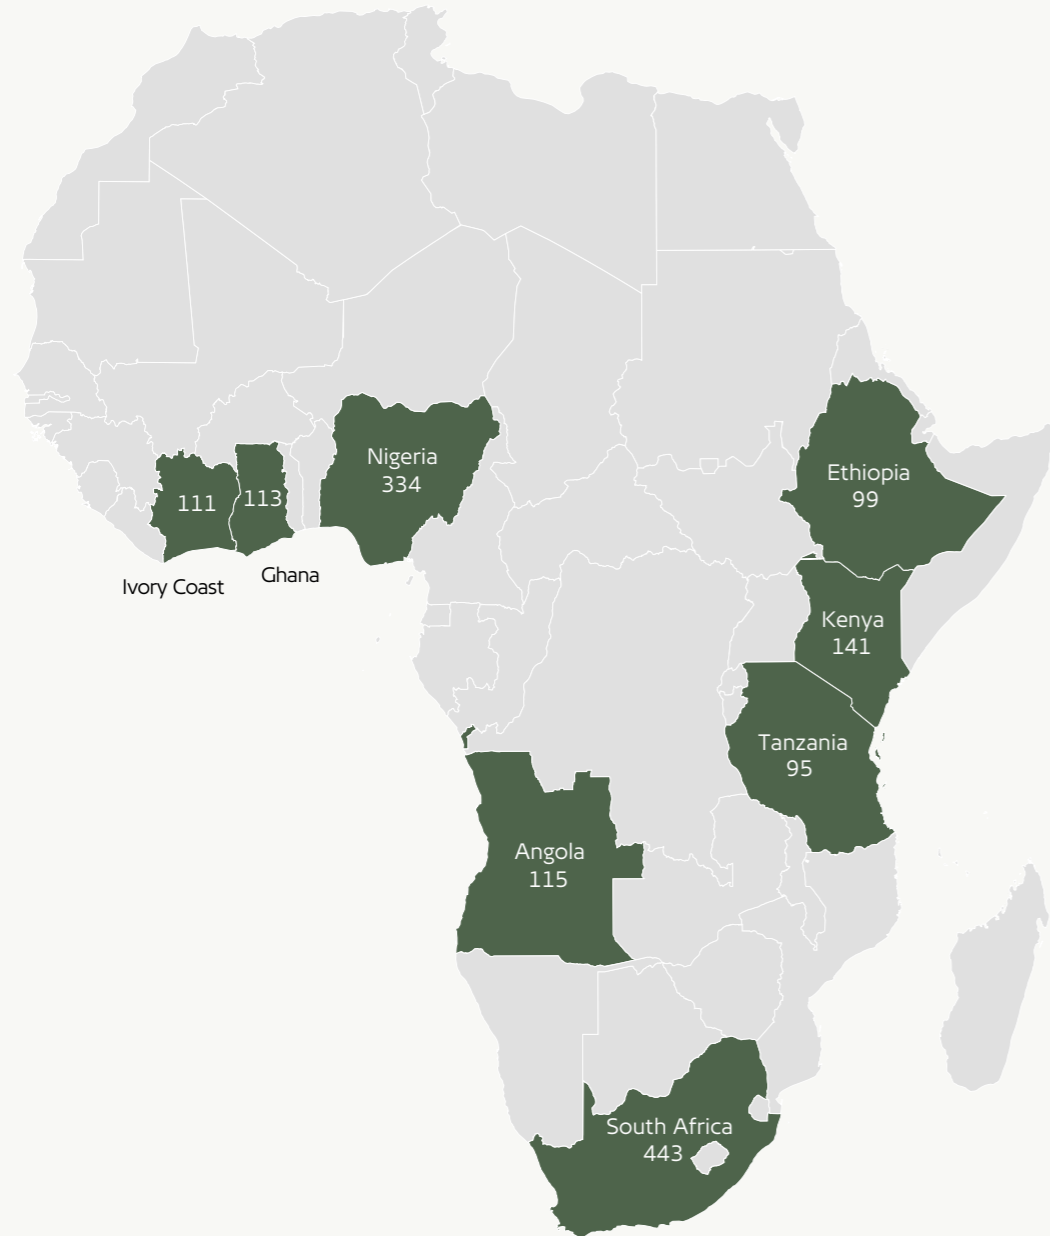 Nigeria
334
Ethiopia
99
111
113
Ivory Coast
Ghana
Kenya
141
Tanzania
95
Angola
115
South Africa
443